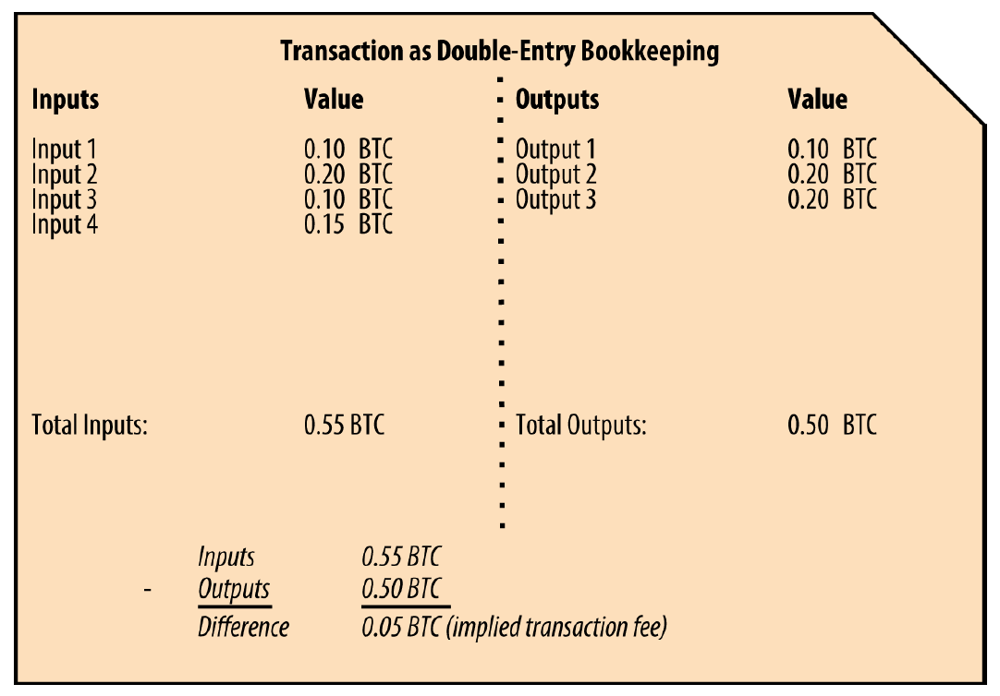 Transaction as Double-Entry Bookkeeping
Inputs Value Outputs Value
Input 1 0.10 BTC Output 1 0.10 BTC
Input 2 0.20 BTC Output 2 0.20 BTC
Input 3 0.10 BTC Output 3 0.20 BTC
Input 4 0.15 BTC
Total Inputs: 0.55 BTC Total Outputs: 0.50 BTC
Inputs 0.55 BTC
- Outputs 0.50 BTC
Difference 0.05 BTC (implied transaction fee)